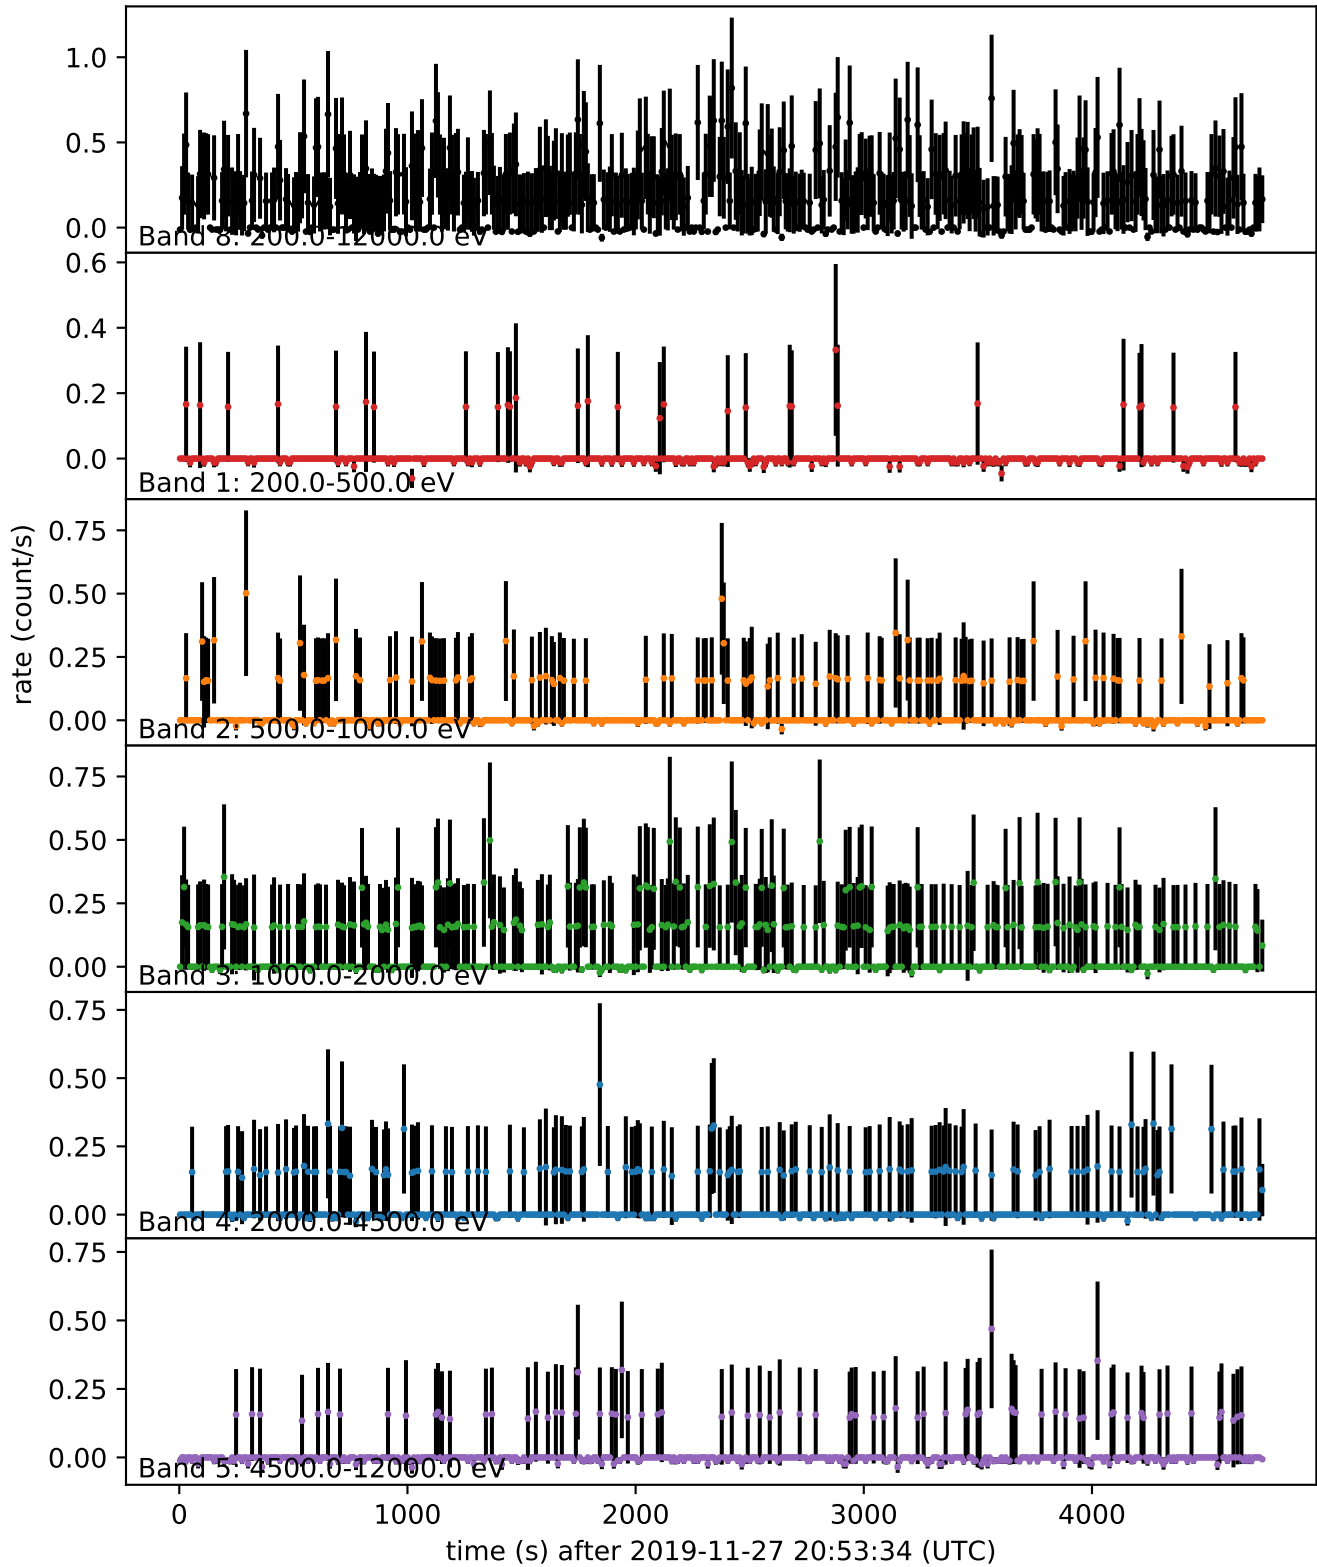 1.0
0.5
0.0
Band 8: 200.0-12000.0 eV
0.6
0.4
0.2
0.0
Band 1: 200.0-500.0 eV
rate (count/s)
0.75
0.50
0.25
0.00
Band 2: 500.0-1000.0 eV
0.75
0.50
0.25
0.00
Band 3: 1000.0-2000.0 eV
0.75
0.50
0.25
0.00
Band 4: 2000.0-4500.0 eV
0.75
0.50
0.25
0.00
Band 5: 4500.0-12000.0 eV
0 1000 2000 3000 4000
time (s) after 2019-11-27 20:53:34 (UTC)